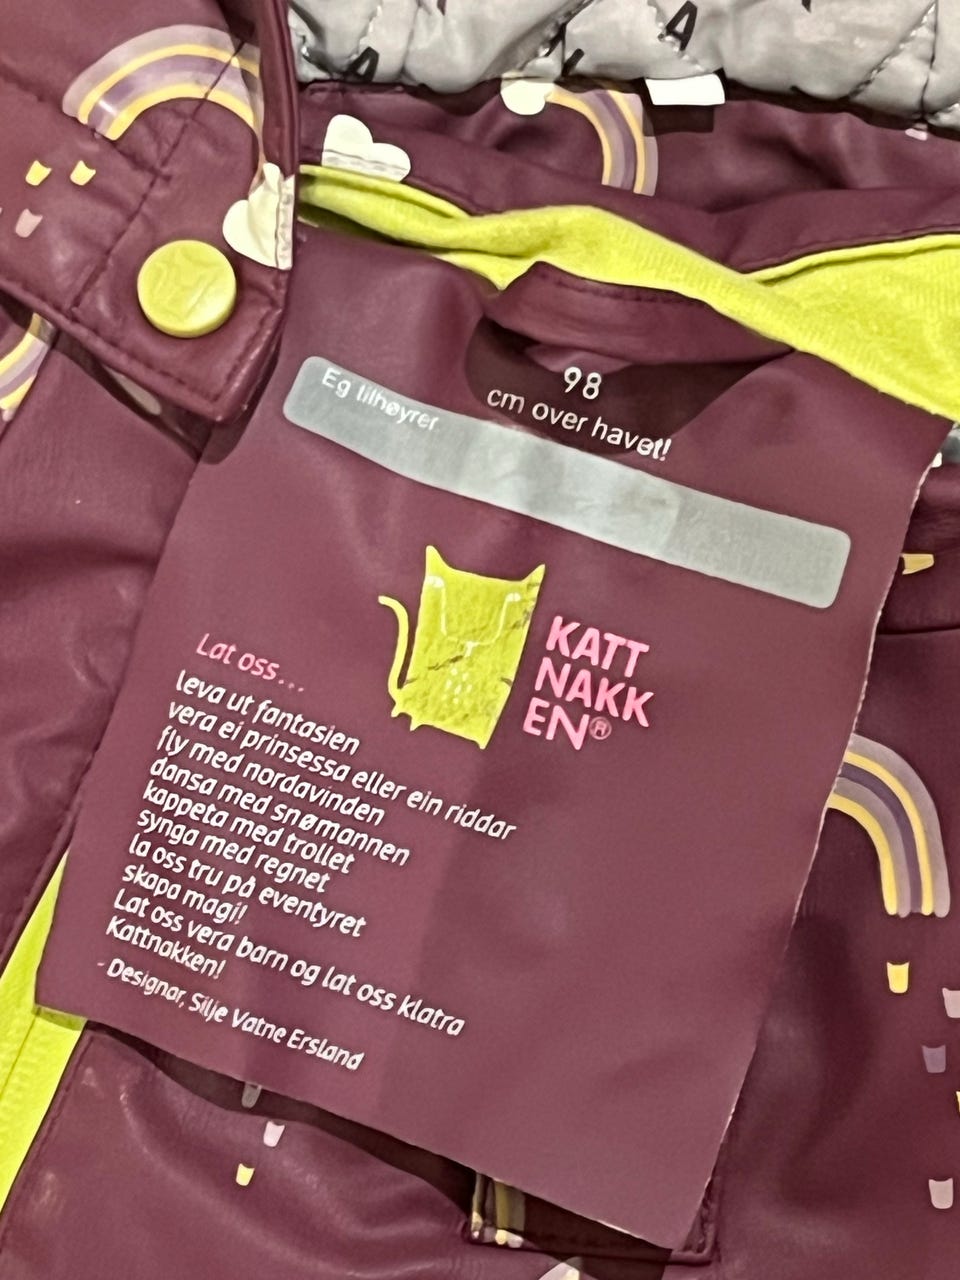 98
cm over havet!
Eg tilhøyrer
KATT
NAKK
EN®
Lat oss...
leva ut fantasien
vera ei prinsessa eller ein riddar
fly med nordavinden
dansa med snømannen
kappeta med trollet
synga med regnet
la oss tru på eventyret
skapa magi!
Lat oss vera barn og lat oss klatra
Kattnakken!
- Designar, Silje Vatne Ersland